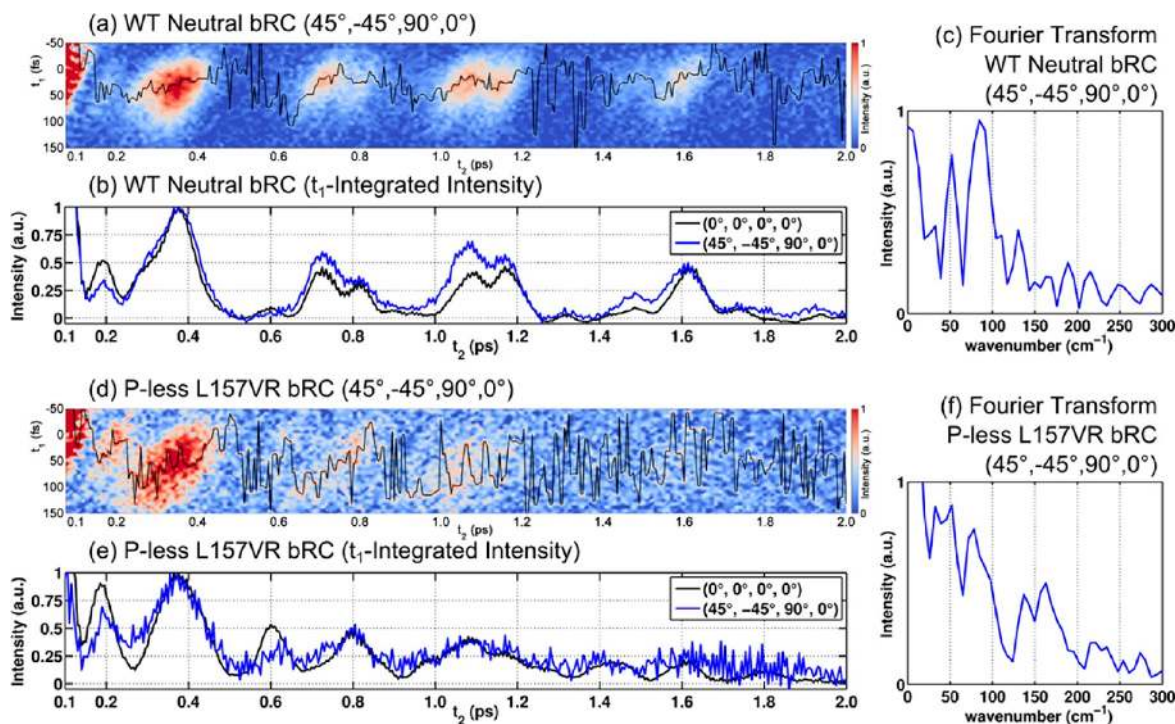 (a) WT Neutral bRC (45°,-45°,90°,0°)
-50
0
50
100
150
t₁ (fs)
0.1 0.2 0.4 0.6 0.8 1.0 1.2 1.4 1.6 1.8 2.0
t₂ (ps)
1
0
Intensity (a.u.)
(b) WT Neutral bRC (t₁-Integrated Intensity)
1
0.75
0.5
0.25
0
Intensity (a.u.)
(0°, 0°, 0°, 0°)
(45°, −45°, 90°, 0°)
0.1 0.2 0.4 0.6 0.8 1.0 1.2 1.4 1.6 1.8 2.0
t₂ (ps)
(c) Fourier Transform
WT Neutral bRC
(45°,-45°,90°,0°)
1
0
Intensity (a.u.)
0 50 100 150 200 250 300
wavenumber (cm⁻¹)
(d) P-less L157VR bRC (45°,-45°,90°,0°)
-50
0
50
100
150
t₁ (fs)
0.1 0.2 0.4 0.6 0.8 1.0 1.2 1.4 1.6 1.8 2.0
t₂ (ps)
1
0
Intensity (a.u.)
(e) P-less L157VR bRC (t₁-Integrated Intensity)
1
0.75
0.5
0.25
0
Intensity (a.u.)
(0°, 0°, 0°, 0°)
(45°, −45°, 90°, 0°)
0.1 0.2 0.4 0.6 0.8 1.0 1.2 1.4 1.6 1.8 2.0
t₂ (ps)
(f) Fourier Transform
P-less L157VR bRC
(45°,-45°,90°,0°)
1
0
Intensity (a.u.)
0 50 100 150 200 250 300
wavenumber (cm⁻¹)